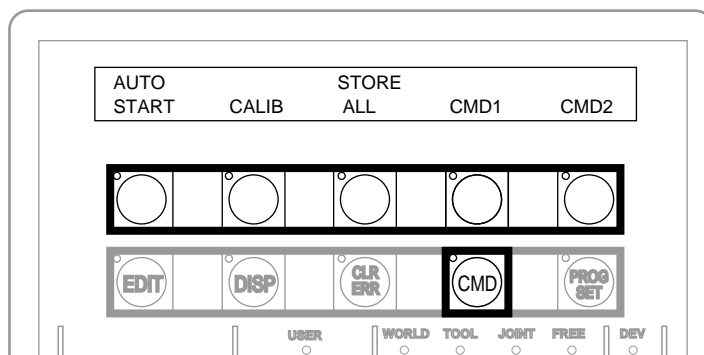 AUTO STORE
START CALIB ALL CMD1 CMD2
EDIT DISP CLR ERR CMD PROG SET
USER WORLD TOOL JOINT FREE DEV